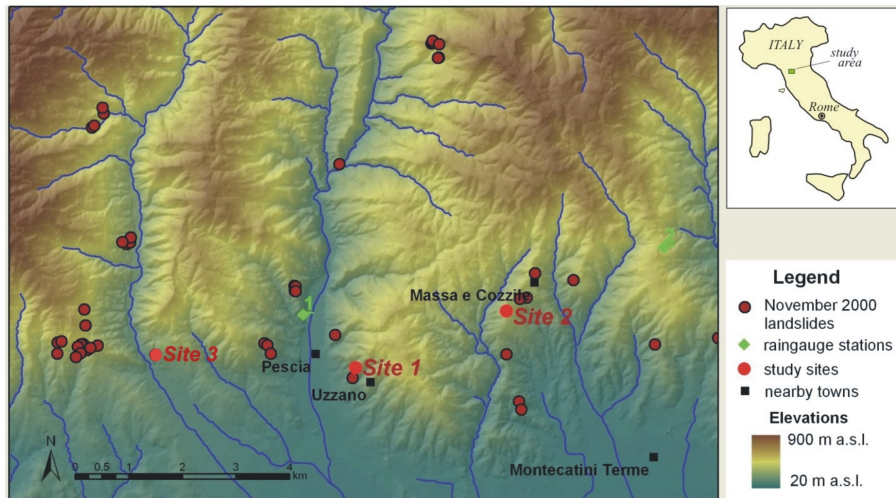 ITALY
study
area
Rome
1
2
Massa e Cozzile
Site 2
Site 3
Pescia
Site 1
Uzzano
Montecatini Terme
N
0 0.5 1 2 3 4
km
Legend
November 2000
landslides
raingauge stations
study sites
nearby towns
Elevations
900 m a.s.l.
20 m a.s.l.